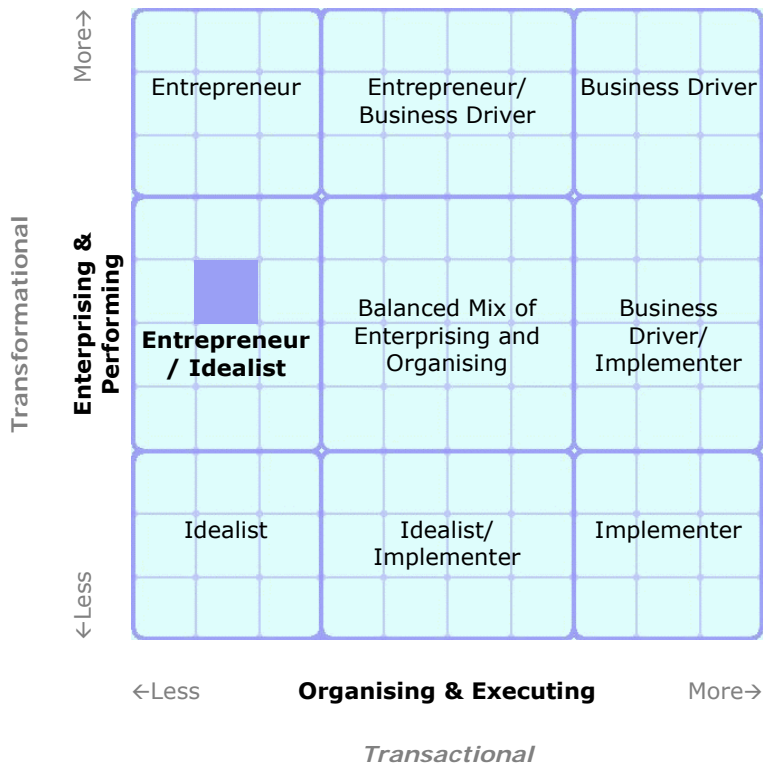 More→
Entrepreneur
Entrepreneur/
Business Driver
Business Driver
Transformational
Enterprising &
Performing
Entrepreneur
/ Idealist
Balanced Mix of
Enterprising and
Organising
Business
Driver/
Implementer
Idealist
Idealist/
Implementer
Implementer
←Less
←Less
Organising & Executing
More→
Transactional